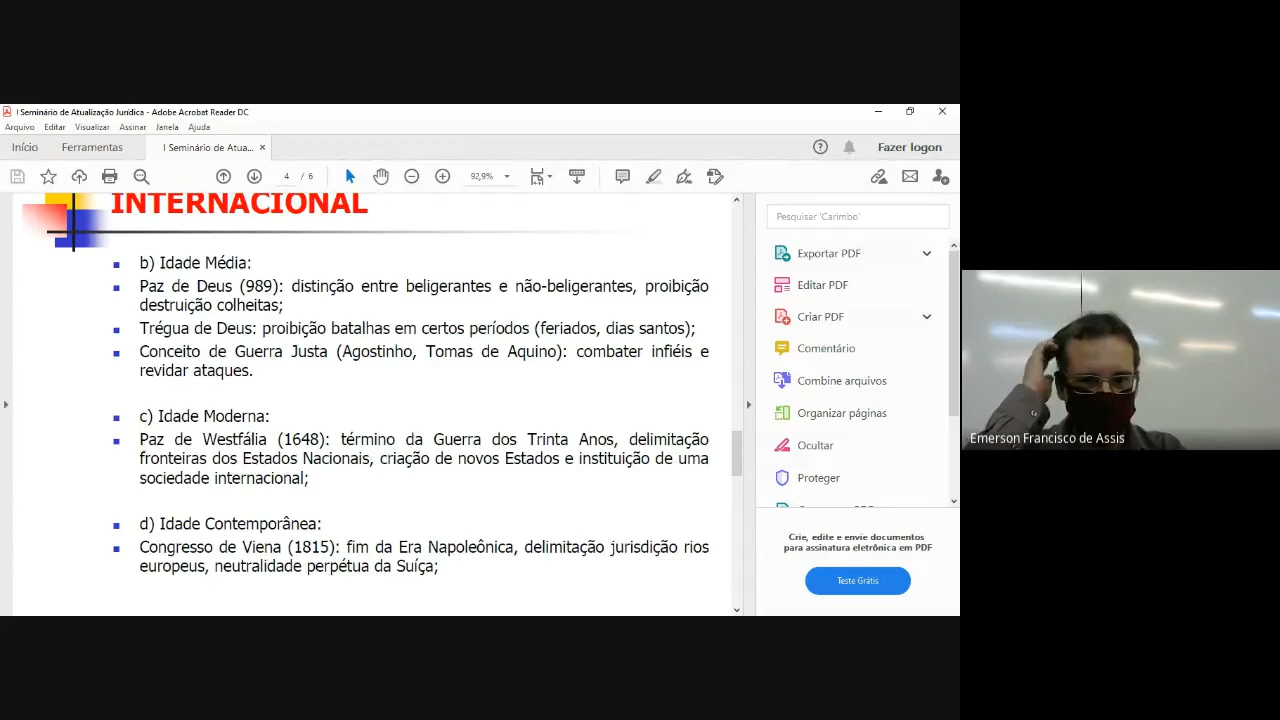 I Seminário de Atualização Jurídica - Adobe Acrobat Reader DC
Arquivo Editar Visualizar Assinar Janela Ajuda
Início Ferramentas I Seminário de Atua... × Fazer logon
4 / 6 92,9%
INTERNACIONAL
b) Idade Média:
Paz de Deus (989): distinção entre beligerantes e não-beligerantes, proibição
destruição colheitas;
Trégua de Deus: proibição batalhas em certos períodos (feriados, dias santos);
Conceito de Guerra Justa (Agostinho, Tomas de Aquino): combater infiéis e
revidar ataques.
c) Idade Moderna:
Paz de Westfália (1648): término da Guerra dos Trinta Anos, delimitação
fronteiras dos Estados Nacionais, criação de novos Estados e instituição de uma
sociedade internacional;
d) Idade Contemporânea:
Congresso de Viena (1815): fim da Era Napoleônica, delimitação jurisdição rios
europeus, neutralidade perpétua da Suíça;
Pesquisar 'Carimbo'
Exportar PDF
Editar PDF
Criar PDF
Comentário
Combine arquivos
Organizar páginas
Ocultar
Proteger
Crie, edite e envie documentos
para assinatura eletrônica em PDF
Teste Grátis
Emerson Francisco de Assis